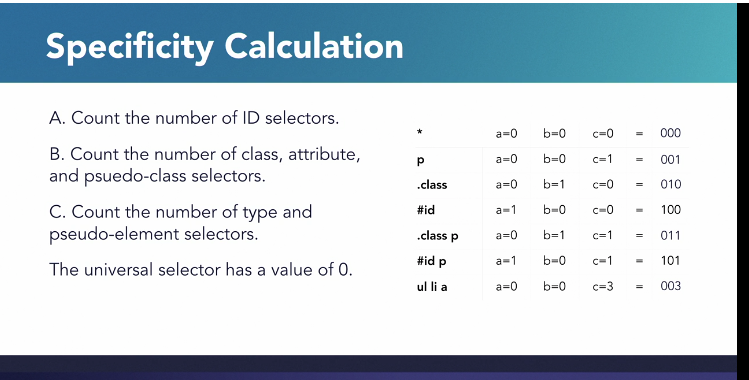 Specificity Calculation
A. Count the number of ID selectors.
B. Count the number of class, attribute,
and psuedo-class selectors.
C. Count the number of type and
pseudo-element selectors.
The universal selector has a value of 0.
* a=0 b=0 c=0 = 000
p a=0 b=0 c=1 = 001
.class a=0 b=1 c=0 = 010
#id a=1 b=0 c=0 = 100
.class p a=0 b=1 c=1 = 011
#id p a=1 b=0 c=1 = 101
ul li a a=0 b=0 c=3 = 003